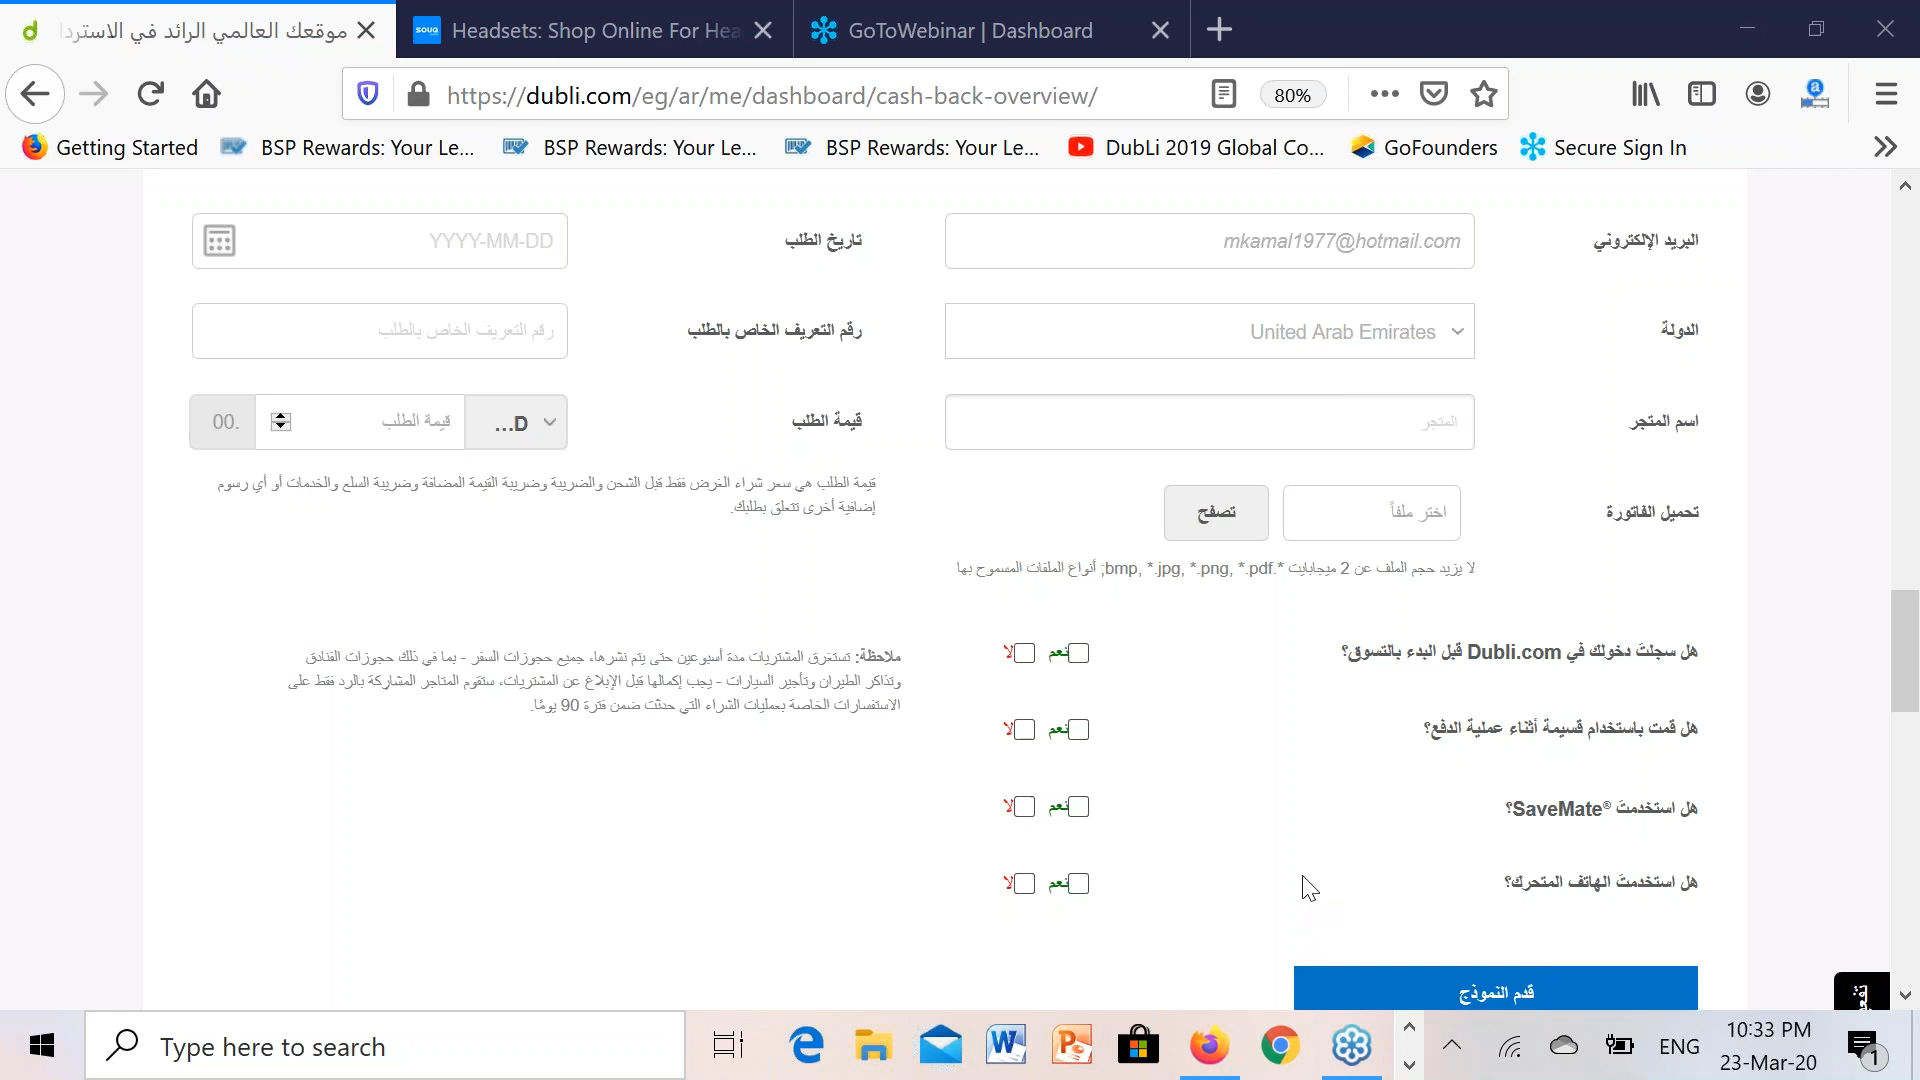 موقعك العالمي الرائد في الاستردا
Headsets: Shop Online For Hea
GoToWebinar | Dashboard
https://dubli.com/eg/ar/me/dashboard/cash-back-overview/
80%
Getting Started
BSP Rewards: Your Le...
BSP Rewards: Your Le...
BSP Rewards: Your Le...
DubLi 2019 Global Co...
GoFounders
Secure Sign In
البريد الإلكتروني
mkamal1977@hotmail.com
تاريخ الطلب
YYYY-MM-DD
الدولة
United Arab Emirates
رقم التعريف الخاص بالطلب
رقم التعريف الخاص بالطلب
اسم المتجر
المتجر
قيمة الطلب
...D
قيمة الطلب
.00
قيمة الطلب هي سعر شراء الغرض فقط قبل الشحن والضريبة وضريبة القيمة المضافة وضريبة السلع والخدمات أو أي رسوم
إضافية أخرى تتعلق بطلبك.
تحميل الفاتورة
اختر ملفاً
تصفح
لا يزيد حجم الملف عن 2 ميجابايت *.bmp, *.jpg, *.png, *.pdf; أنواع الملفات المسموح بها
هل سجلتَ دخولك في Dubli.com قبل البدء بالتسوق؟
نعم
لا
ملاحظة: تستغرق المشتريات مدة أسبوعين حتى يتم نشرها، جميع حجوزات السفر - بما في ذلك حجوزات الفنادق
وتذاكر الطيران وتأجير السيارات - يجب إكمالها قبل الإبلاغ عن المشتريات، ستقوم المتاجر المشاركة بالرد فقط على
الاستفسارات الخاصة بعمليات الشراء التي حدثت ضمن فترة 90 يومًا.
هل قمت باستخدام قسيمة أثناء عملية الدفع؟
نعم
لا
هل استخدمتَ SaveMate®؟
نعم
لا
هل استخدمتَ الهاتف المتحرك؟
نعم
لا
قدم النموذج
Type here to search
ENG
10:33 PM
23-Mar-20
1